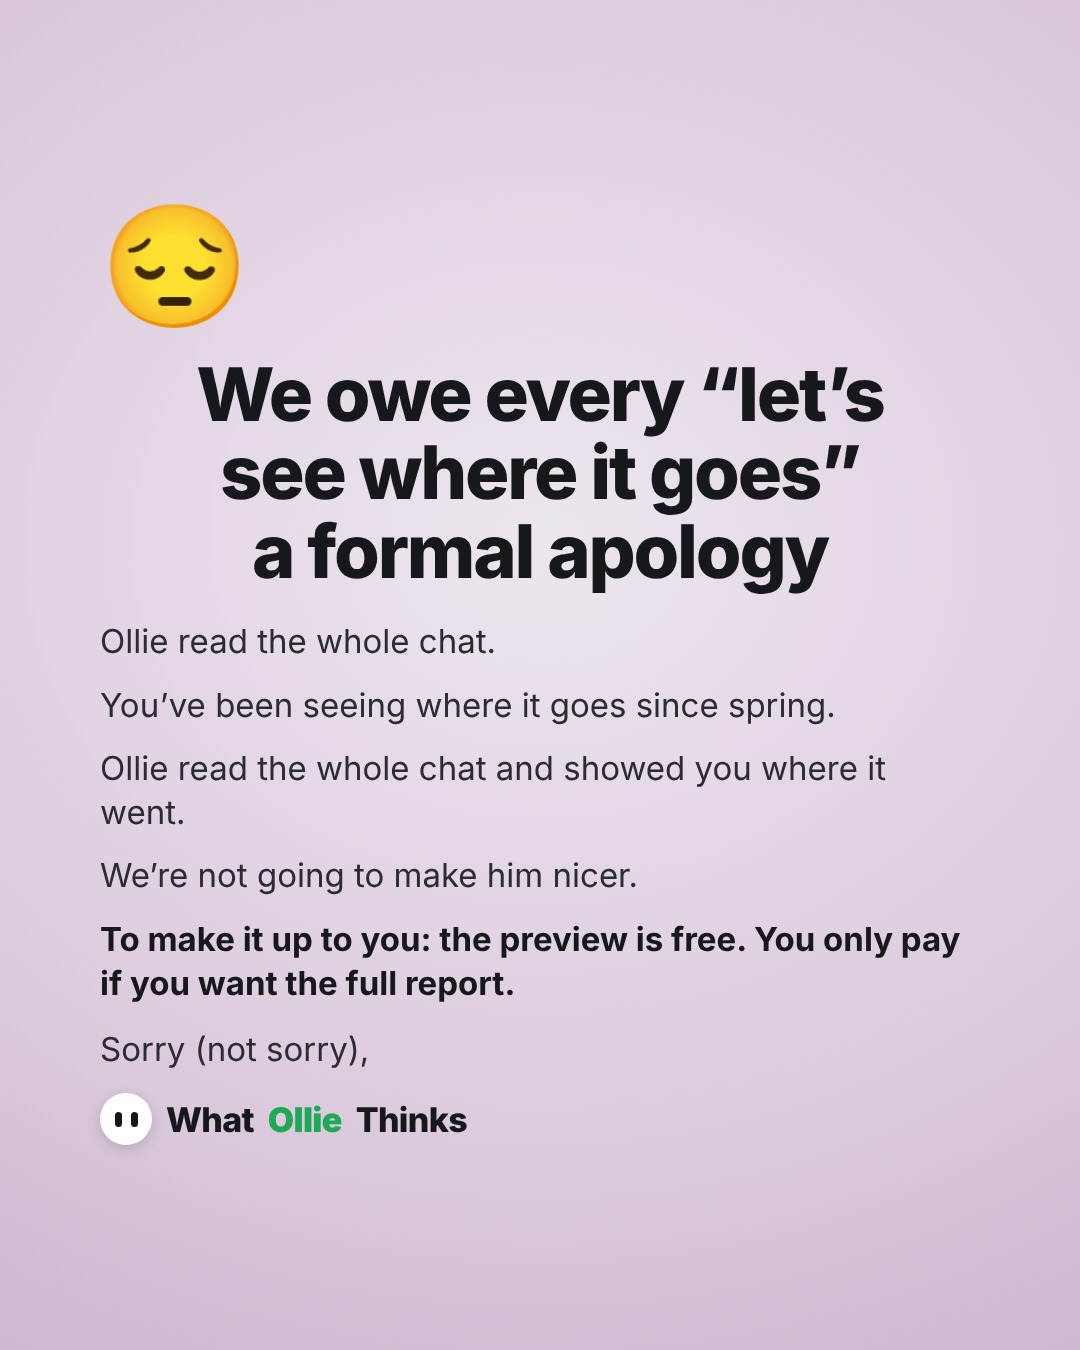 We owe every “let’s
see where it goes”
a formal apology
Ollie read the whole chat.
You’ve been seeing where it goes since spring.
Ollie read the whole chat and showed you where it
went.
We’re not going to make him nicer.
To make it up to you: the preview is free. You only pay
if you want the full report.
Sorry (not sorry),
What Ollie Thinks